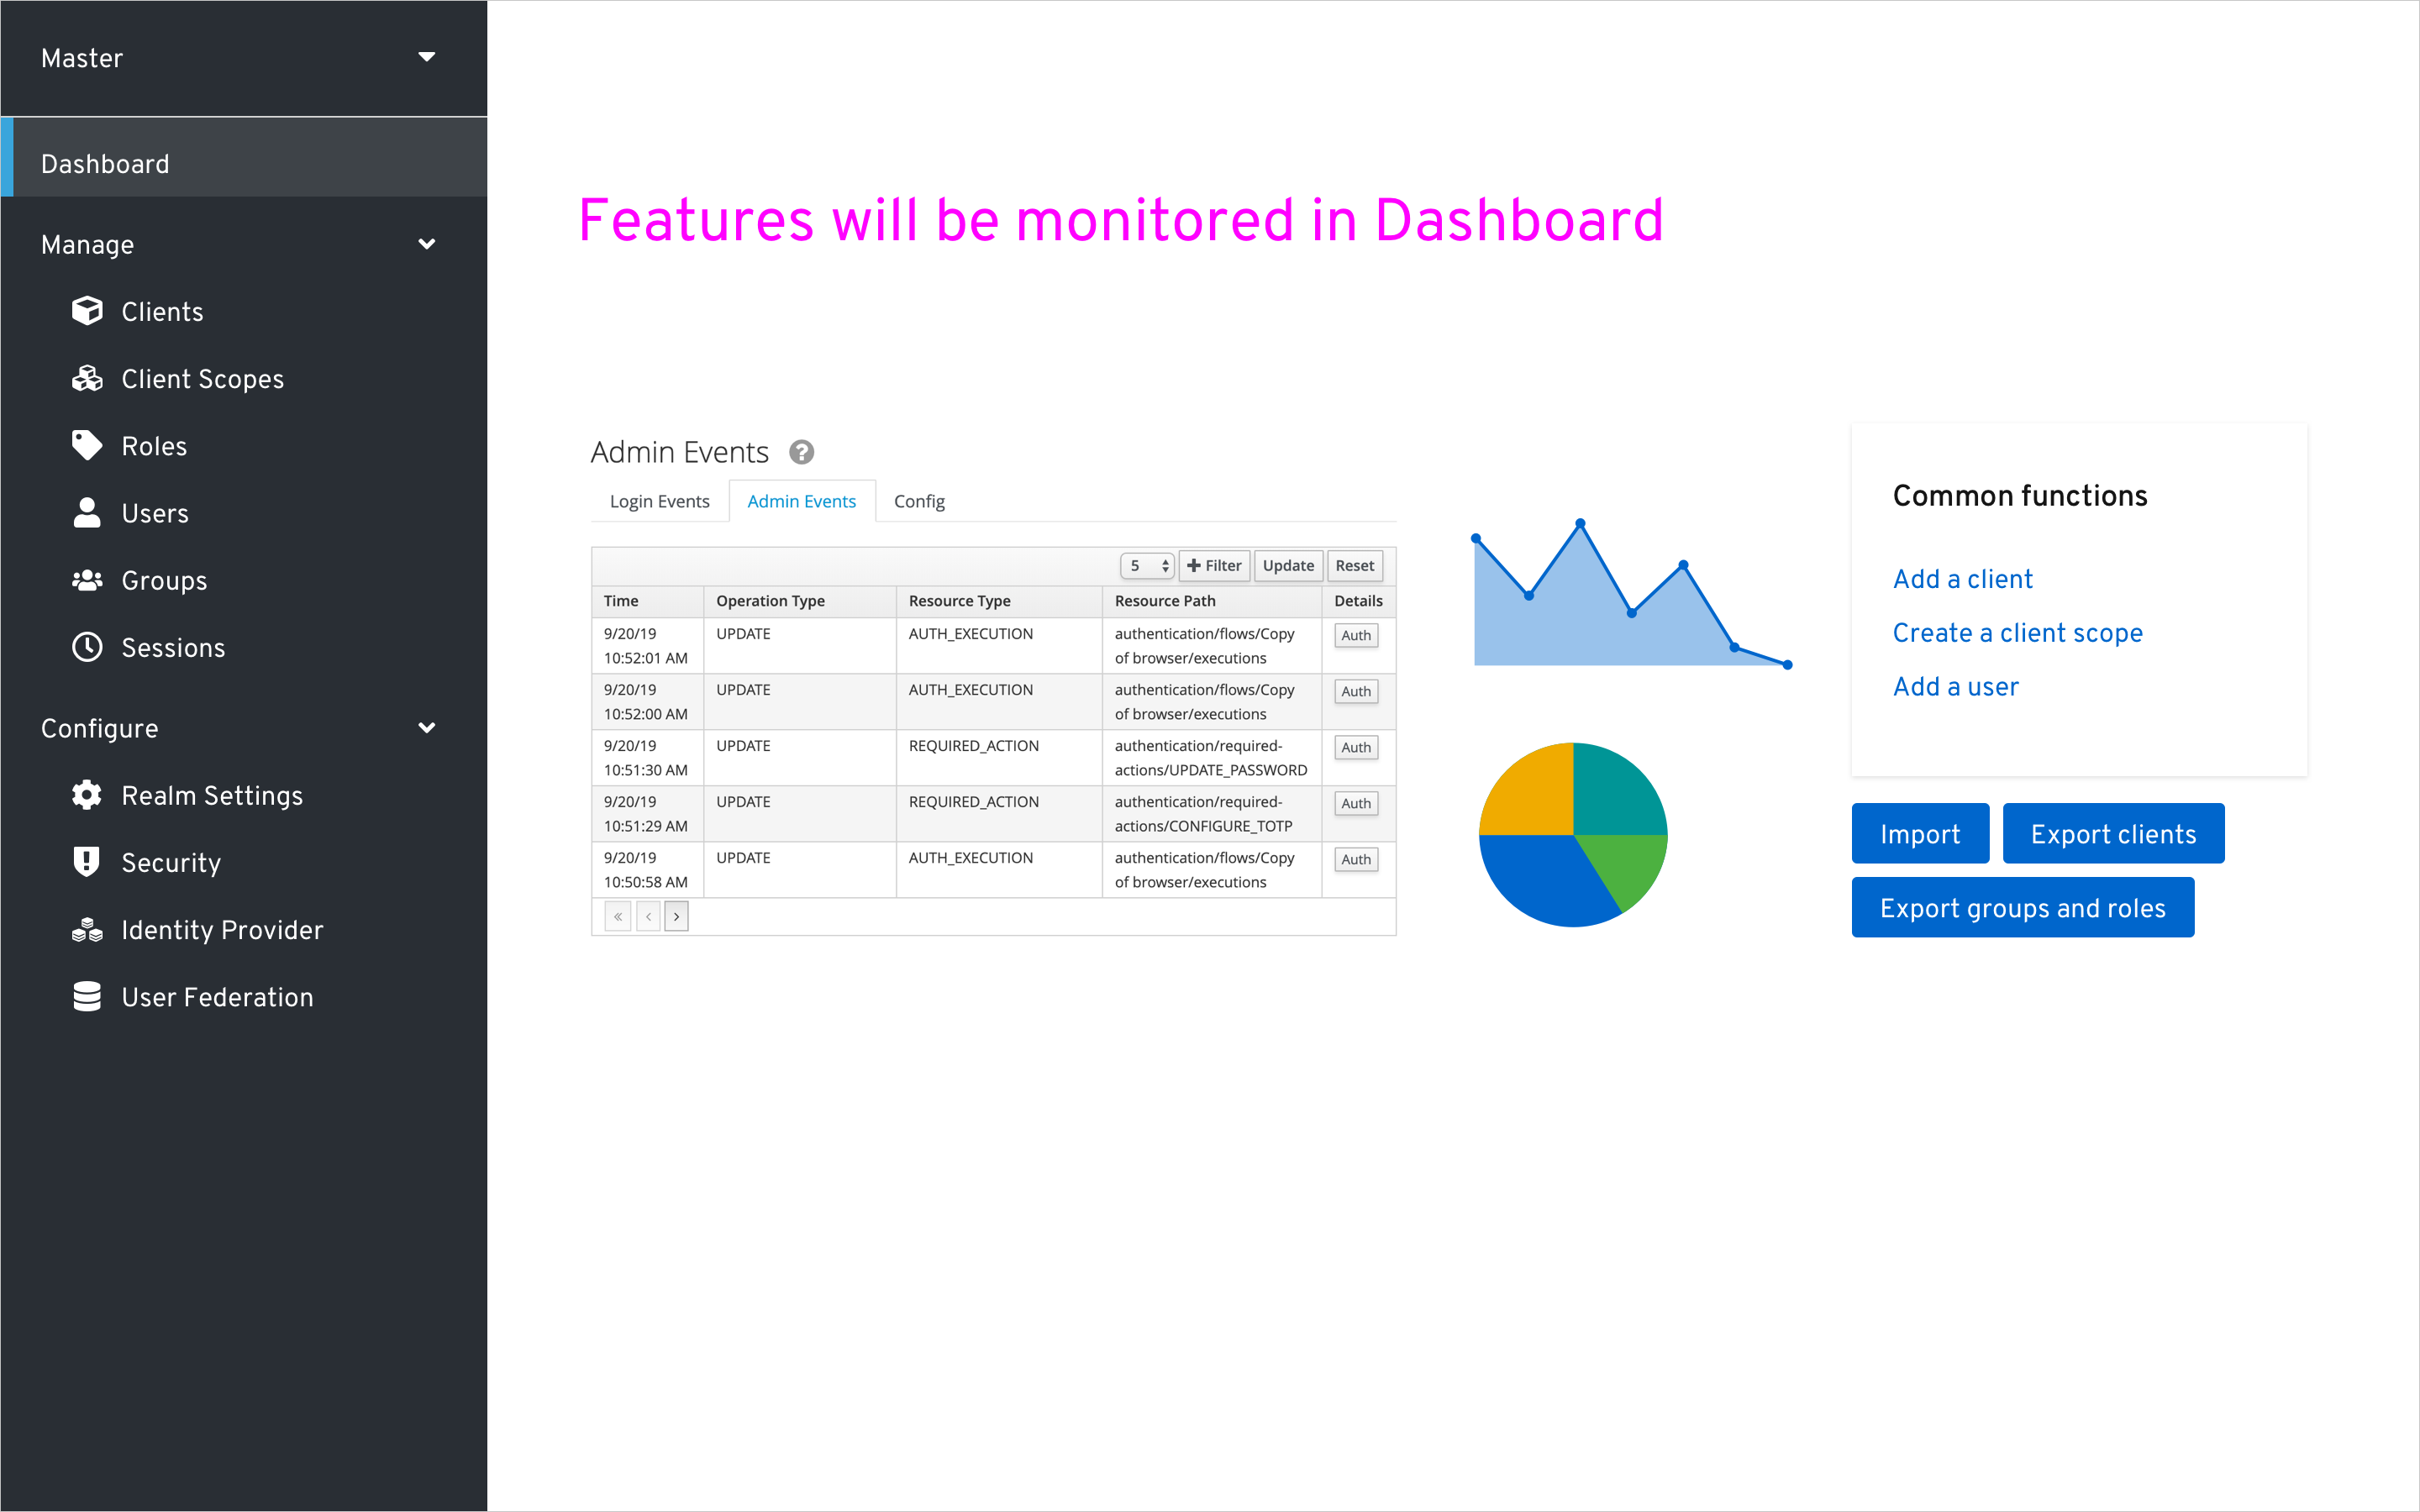 Master
Dashboard
Manage
Clients
Client Scopes
Roles
Users
Groups
Sessions
Configure
Realm Settings
Security
Identity Provider
User Federation
Features will be monitored in Dashboard
Admin Events ?
Login Events Admin Events Config
5 Filter Update Reset
Time Operation Type Resource Type Resource Path Details
9/20/19 UPDATE AUTH_EXECUTION authentication/flows/Copy Auth
10:52:01 AM of browser/executions
9/20/19 UPDATE AUTH_EXECUTION authentication/flows/Copy Auth
10:52:00 AM of browser/executions
9/20/19 UPDATE REQUIRED_ACTION authentication/required- Auth
10:51:30 AM actions/UPDATE_PASSWORD
9/20/19 UPDATE REQUIRED_ACTION authentication/required- Auth
10:51:29 AM actions/CONFIGURE_TOTP
9/20/19 UPDATE AUTH_EXECUTION authentication/flows/Copy Auth
10:50:58 AM of browser/executions
Common functions
Add a client
Create a client scope
Add a user
Import Export clients
Export groups and roles